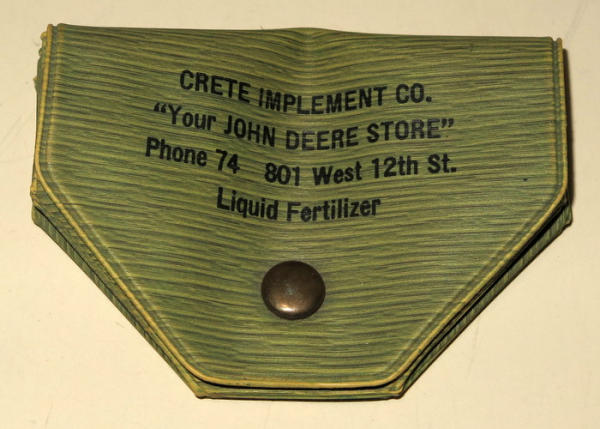 CRETE IMPLEMENT CO.
"Your JOHN DEERE STORE"
Phone 74 801 West 12th St.
Liquid Fertilizer